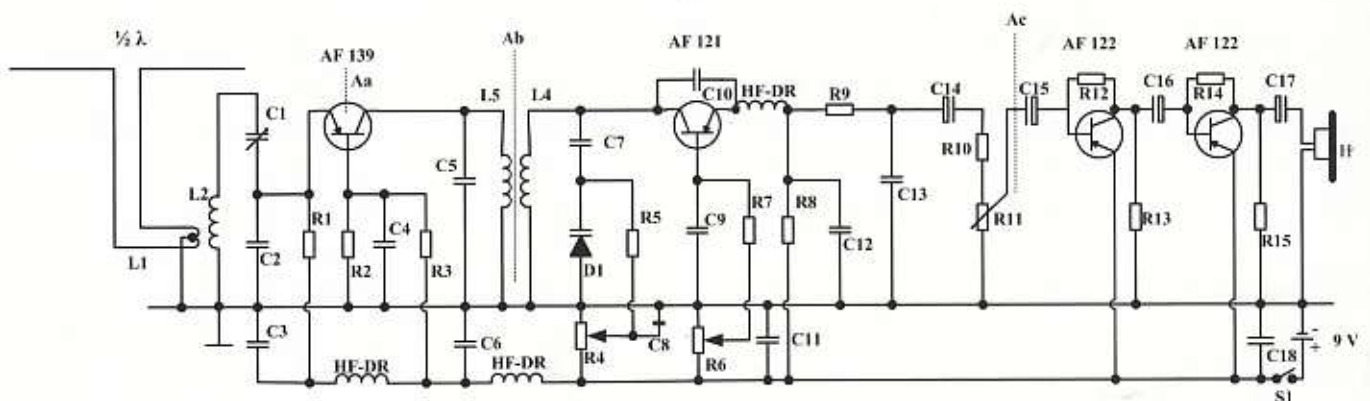 ½ λ
AF 139
Aa
Ab
AF 121
Ac
AF 122
AF 122
C1
L5
L4
C10
HF-DR
R9
C14
C15
R12
C16
R14
C17
C7
R10
C5
L2
R1
C4
R5
C9
R7
R8
C13
R11
R13
R15
L1
C2
R2
R3
D1
C12
C3
C6
R4
C8
R6
C11
C18
-
+
9 V
HF-DR
HF-DR
S1